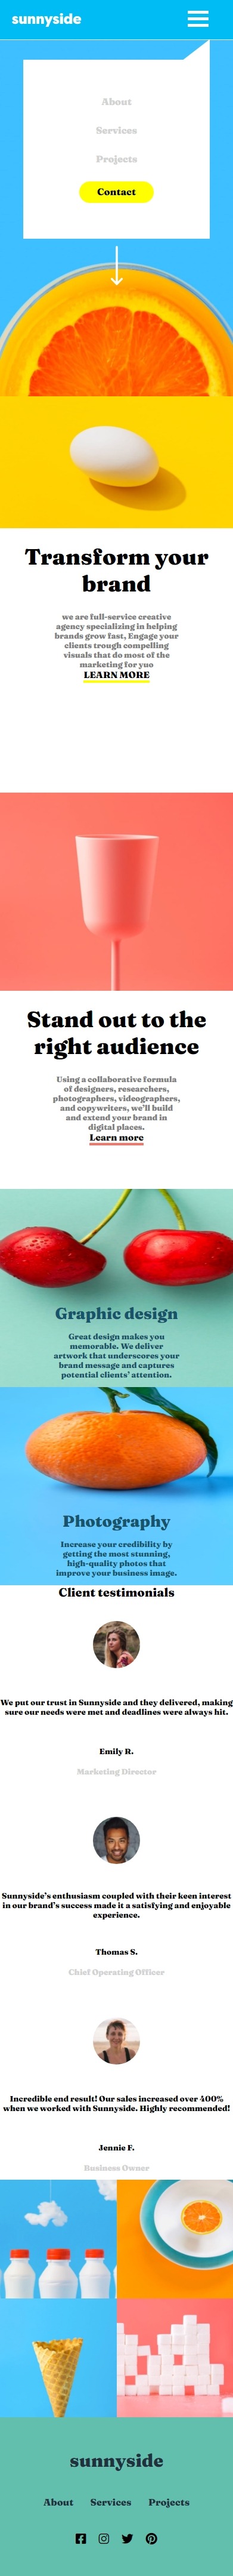 sunnyside
About
Services
Projects
Contact
Transform your
brand
we are full-service creative
agency specializing in helping
brands grow fast, Engage your
clients trough compelling
visuals that do most of the
marketing for yuo
LEARN MORE
Stand out to the
right audience
Using a collaborative formula
of designers, researchers,
photographers, videographers,
and copywriters, we'll build
and extend your brand in
digital places.
Learn more
Graphic design
Great design makes you
memorable. We deliver
artwork that underscores your
brand message and captures
potential clients' attention.
Photography
Increase your credibility by
getting the most stunning,
high-quality photos that
improve your business image.
Client testimonials
We put our trust in Sunnyside and they delivered, making
sure our needs were met and deadlines were always hit.
Emily R.
Marketing Director
Sunnyside's enthusiasm coupled with their keen interest
in our brand's success made it a satisfying and enjoyable
experience.
Thomas S.
Chief Operating Officer
Incredible end result! Our sales increased over 400%
when we worked with Sunnyside. Highly recommended!
Jennie F.
Business Owner
sunnyside
About Services Projects